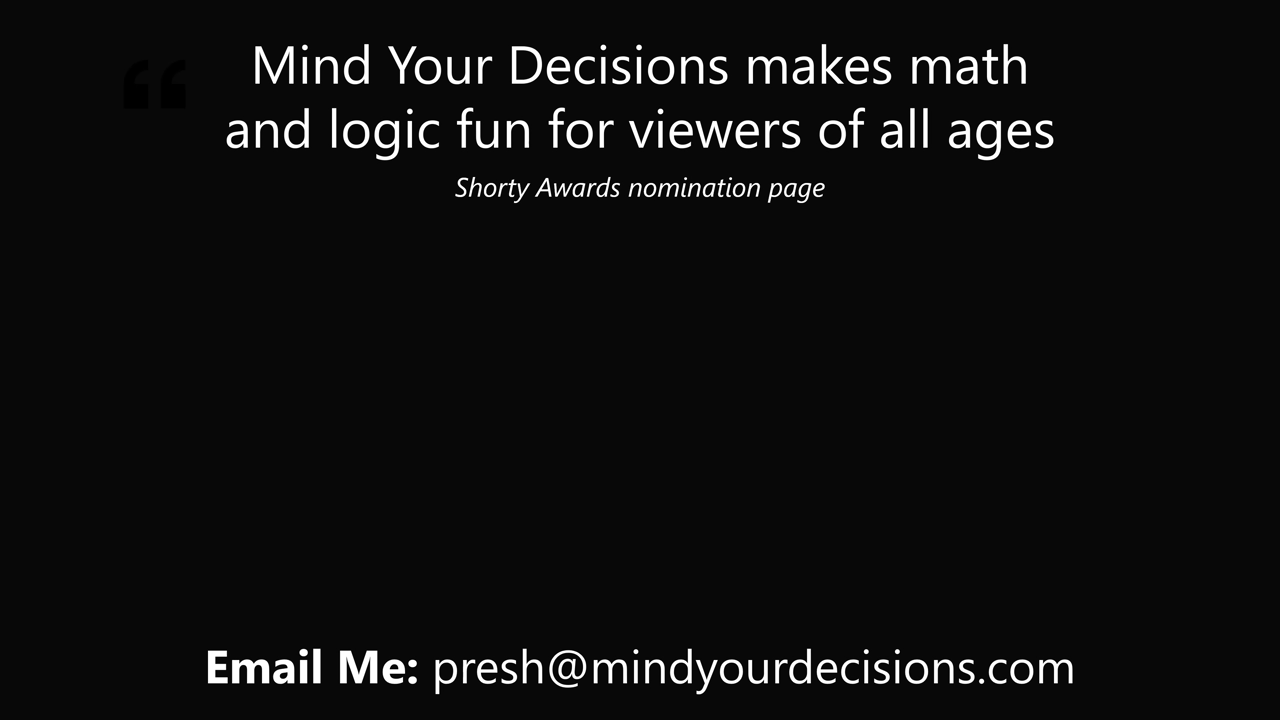 “
Mind Your Decisions makes math
and logic fun for viewers of all ages
Shorty Awards nomination page
Email Me: presh@mindyourdecisions.com